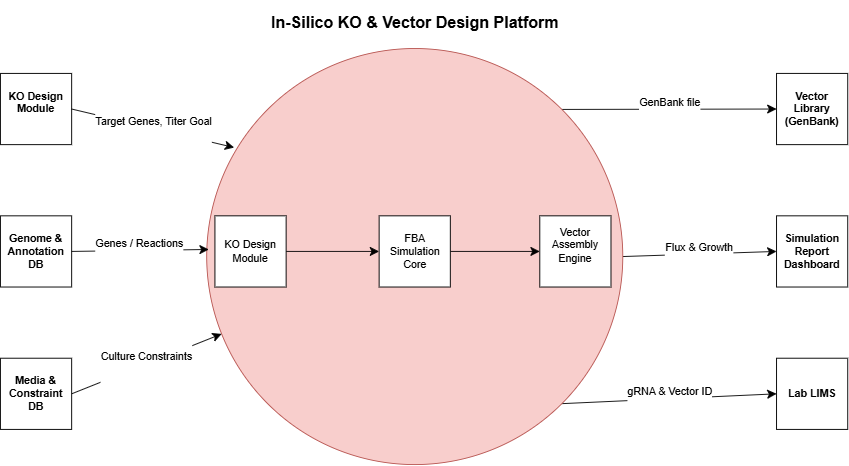 In-Silico KO & Vector Design Platform
KO Design
Module
Target Genes, Titer Goal
GenBank file
Vector
Library
(GenBank)
Genome &
Annotation
DB
Genes / Reactions
KO Design
Module
FBA
Simulation
Core
Vector
Assembly
Engine
Flux & Growth
Simulation
Report
Dashboard
Media &
Constraint
DB
Culture Constraints
gRNA & Vector ID
Lab LIMS